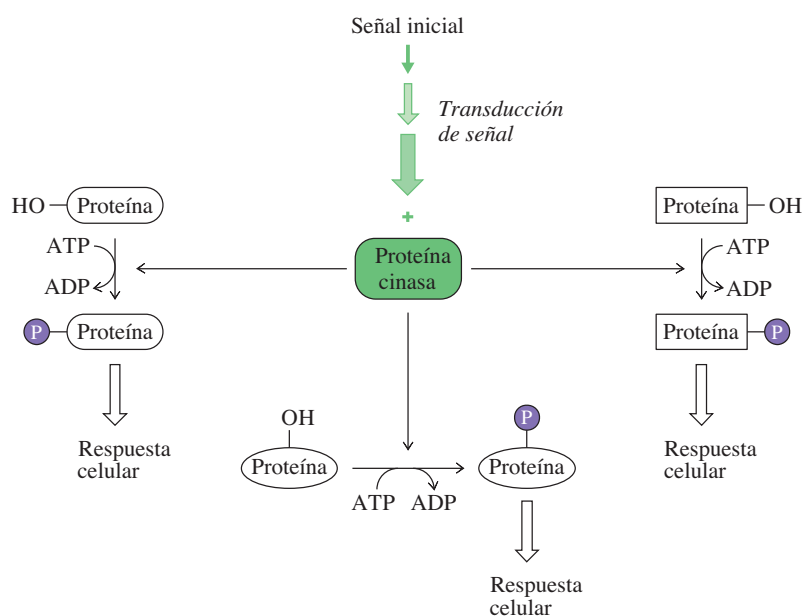 Señal inicial
Transducción
de señal
+
Proteína
cinasa
HO
Proteína
ATP
ADP
P
Proteína
Respuesta
celular
OH
Proteína
ATP
ADP
P
Proteína
Respuesta
celular
Proteína
OH
ATP
ADP
Proteína
P
Respuesta
celular